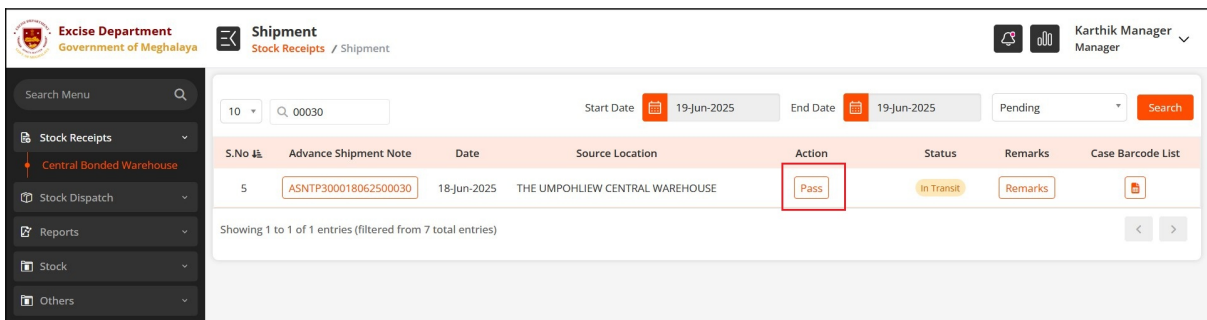 Excise Department
Government of Meghalaya
Shipment
Stock Receipts / Shipment
Karthik Manager
Manager
Search Menu
Stock Receipts
Central Bonded Warehouse
Stock Dispatch
Reports
Stock
Others
10
00030
Start Date 19-Jun-2025 End Date 19-Jun-2025 Pending Search
S.No Advance Shipment Note Date Source Location Action Status Remarks Case Barcode List
5 ASNTP300018062500030 18-Jun-2025 THE UMPOHLIEW CENTRAL WAREHOUSE Pass In Transit Remarks
Showing 1 to 1 of 1 entries (filtered from 7 total entries)